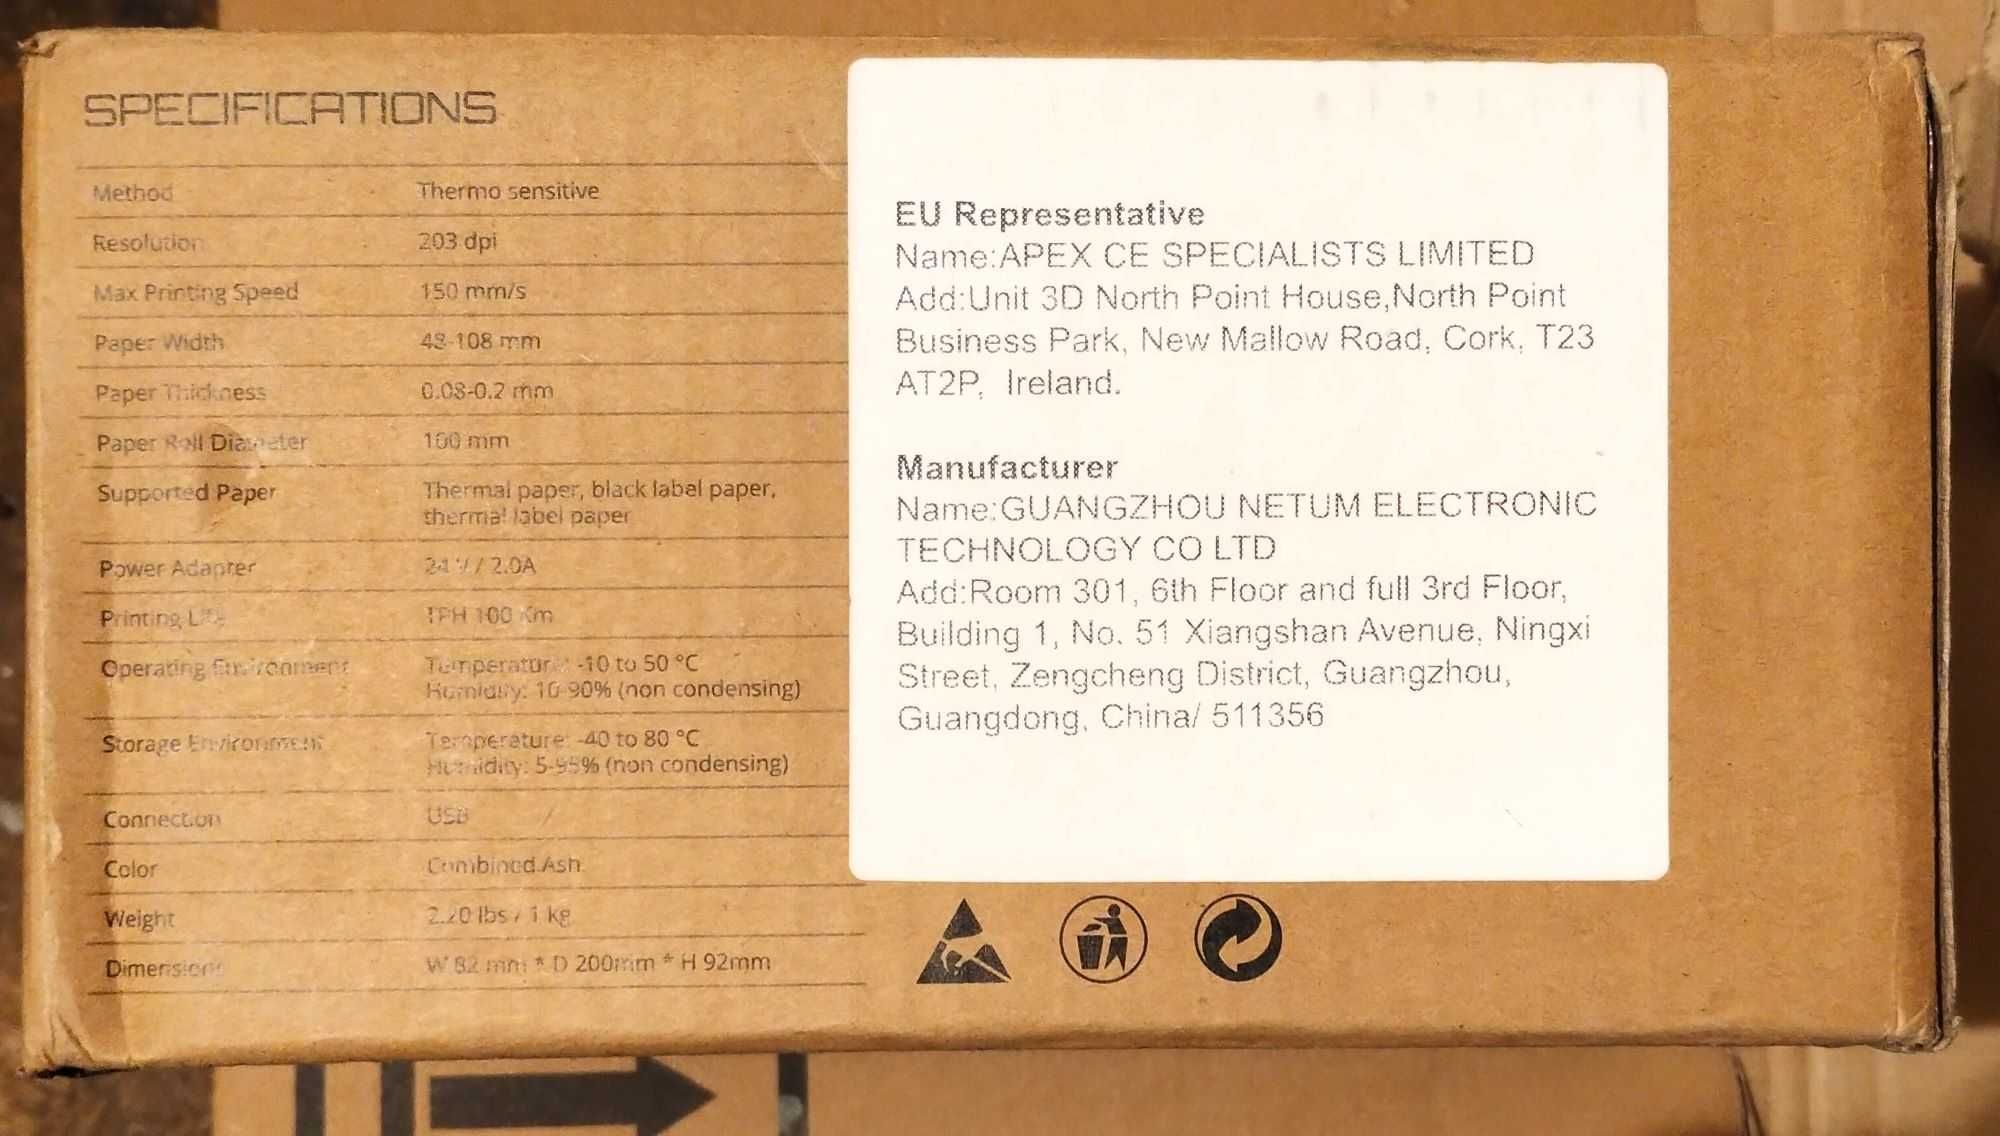 SPECIFICATIONS
Method Thermo sensitive
Resolution 203 dpi
Max Printing Speed 150 mm/s
Paper Width 48-108 mm
Paper Thickness 0.08-0.2 mm
Paper Roll Diameter 100 mm
Supported Paper Thermal paper, black label paper,
thermal label paper
Power Adapter 24 V / 2.0A
Printing Life TPH 100 Km
Operating Environment Temperature: -10 to 50 °C
Humidity: 10-90% (non condensing)
Storage Environment Temperature: -40 to 80 °C
Humidity: 5-95% (non condensing)
Connection USB
Color Combined Ash
Weight 2.20 lbs / 1 kg
Dimensions W 82 mm * D 200mm * H 92mm
EU Representative
Name:APEX CE SPECIALISTS LIMITED
Add:Unit 3D North Point House,North Point
Business Park, New Mallow Road, Cork, T23
AT2P, Ireland.
Manufacturer
Name:GUANGZHOU NETUM ELECTRONIC
TECHNOLOGY CO LTD
Add:Room 301, 6th Floor and full 3rd Floor,
Building 1, No. 51 Xiangshan Avenue, Ningxi
Street, Zengcheng District, Guangzhou,
Guangdong, China/ 511356